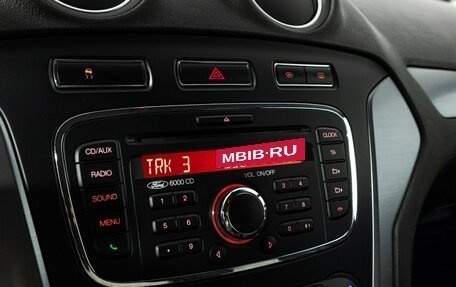 TRK 3
MBIB·RU
CD/AUX
RADIO
SOUND
MENU
Ford 6000 CD
VOL ON/OFF
CLOCK
TA
1
2
3
4
5
6
7
8
9
0